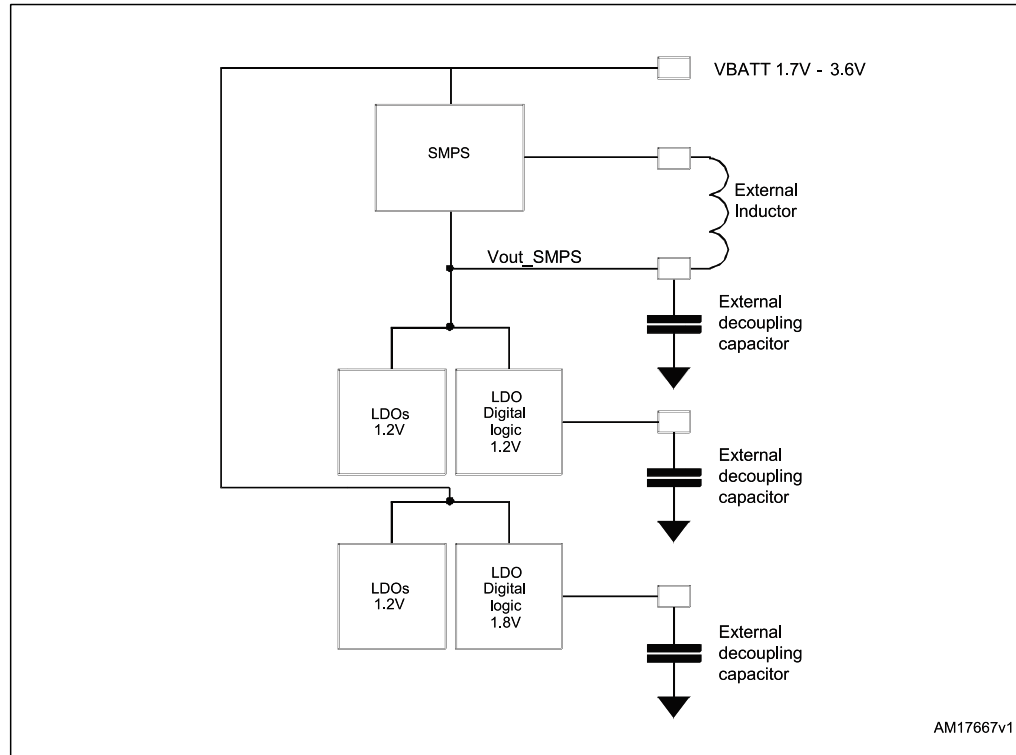 VBATT 1.7V - 3.6V
SMPS
External
Inductor
Vout_SMPS
External
decoupling
capacitor
LDOs
1.2V
LDO
Digital
logic
1.2V
External
decoupling
capacitor
LDOs
1.2V
LDO
Digital
logic
1.8V
External
decoupling
capacitor
AM17667v1